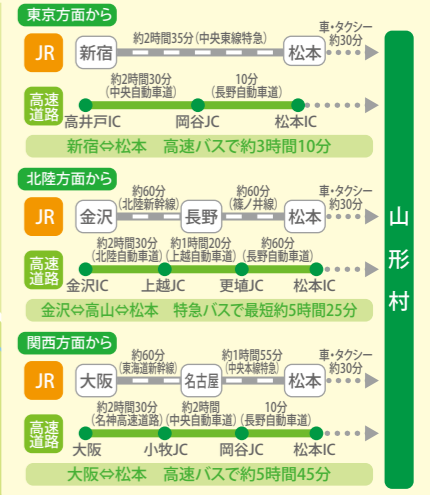 東京方面から
約2時間35分(中央東線特急)
車・タクシー
約30分
JR 新宿 松本
約2時間30分 10分
(中央自動車道) (長野自動車道)
高速
道路
高井戸IC 岡谷JC 松本IC
新宿⇔松本 高速バスで約3時間10分
北陸方面から
約60分 約60分 車・タクシー
(北陸新幹線) (篠ノ井線) 約30分
JR 金沢 長野 松本
約2時間30分 約1時間20分 約60分
(北陸自動車道) (上越自動車道) (長野自動車道)
高速
道路
金沢IC 上越JC 更埴JC 松本IC
金沢⇔高山⇔松本 特急バスで最短約5時間25分
関西方面から
約60分 約1時間55分 車・タクシー
(東海道新幹線) (中央本線特急) 約30分
JR 大阪 名古屋 松本
約2時間30分 約2時間 10分
(名神高速道路) (中央自動車道) (長野自動車道)
高速
道路
大阪 小牧JC 岡谷JC 松本IC
大阪⇔松本 高速バスで約5時間45分
山形村